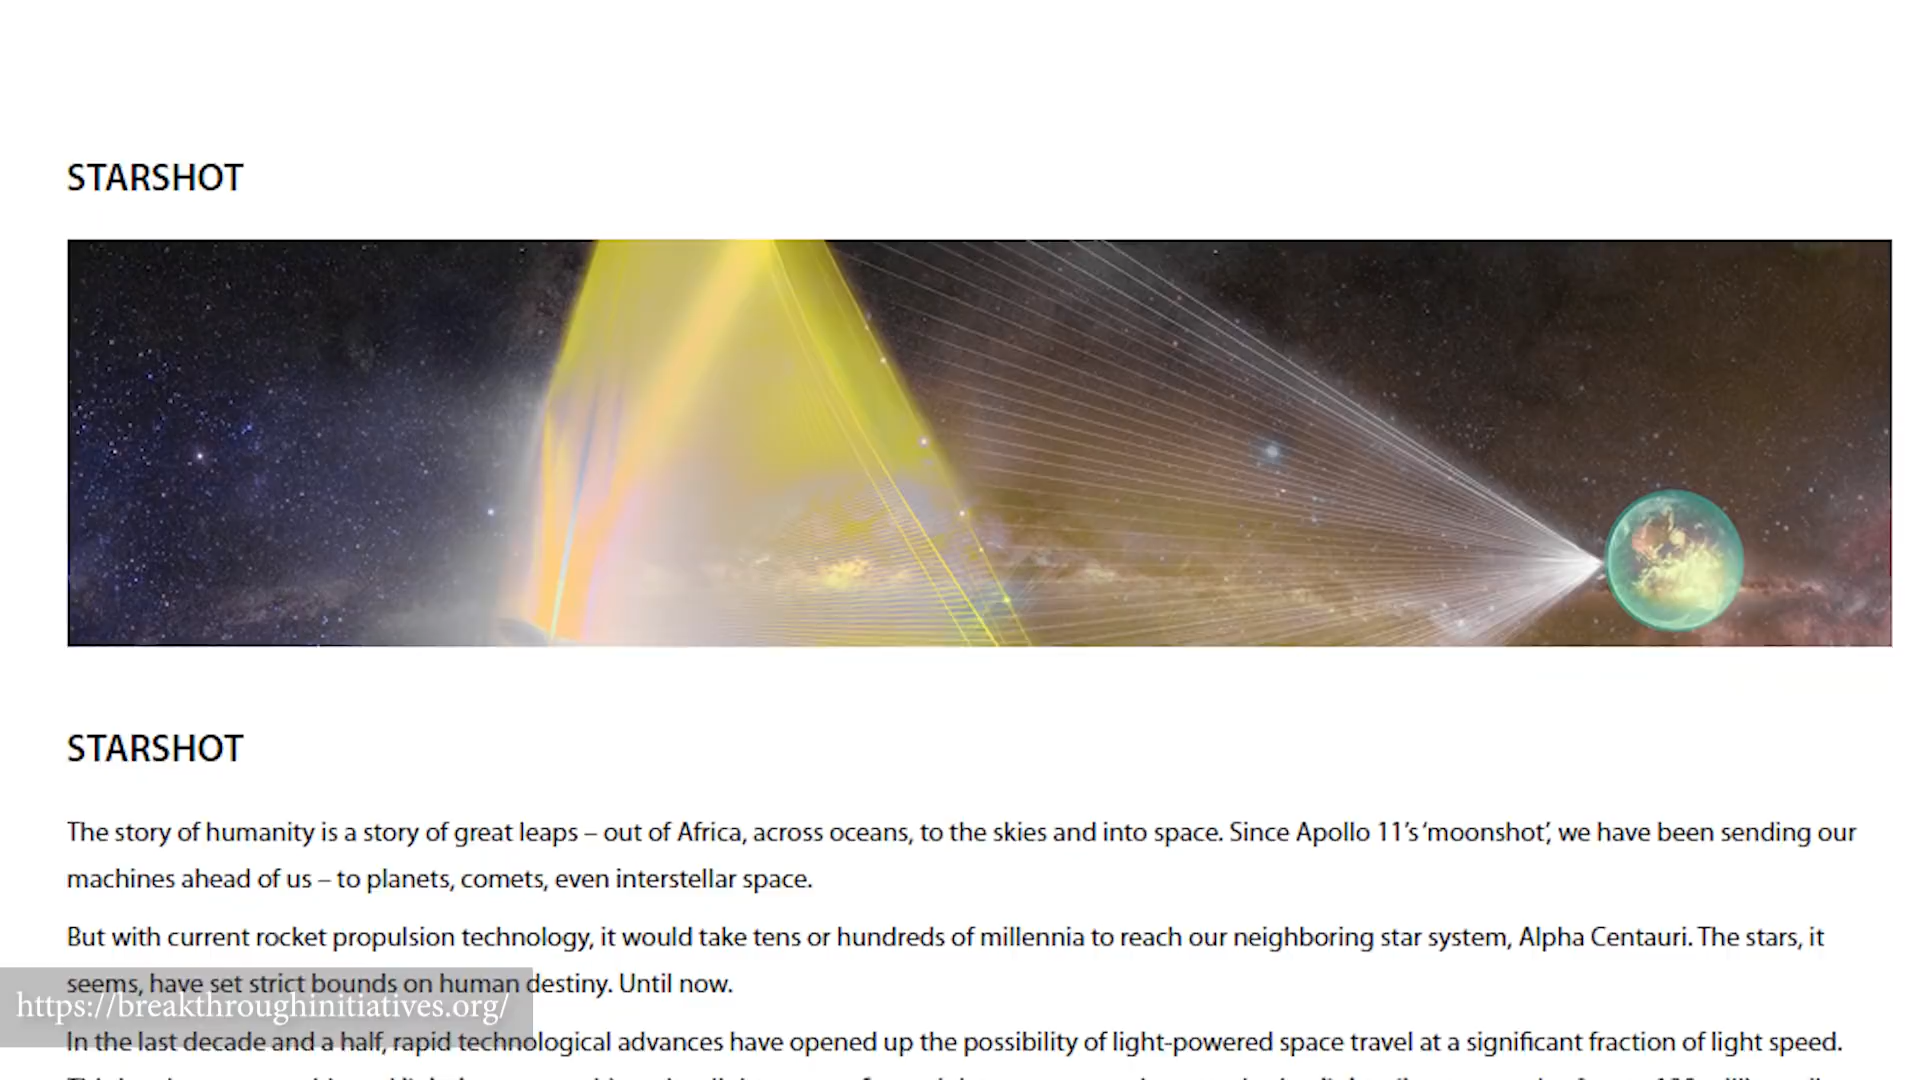 STARSHOT
STARSHOT
The story of humanity is a story of great leaps – out of Africa, across oceans, to the skies and into space. Since Apollo 11’s ‘moonshot’, we have been sending our
machines ahead of us – to planets, comets, even interstellar space.
But with current rocket propulsion technology, it would take tens or hundreds of millennia to reach our neighboring star system, Alpha Centauri. The stars, it
seems, have set strict bounds on human destiny. Until now.
https://breakthroughinitiatives.org/
In the last decade and a half, rapid technological advances have opened up the possibility of light-powered space travel at a significant fraction of light speed.